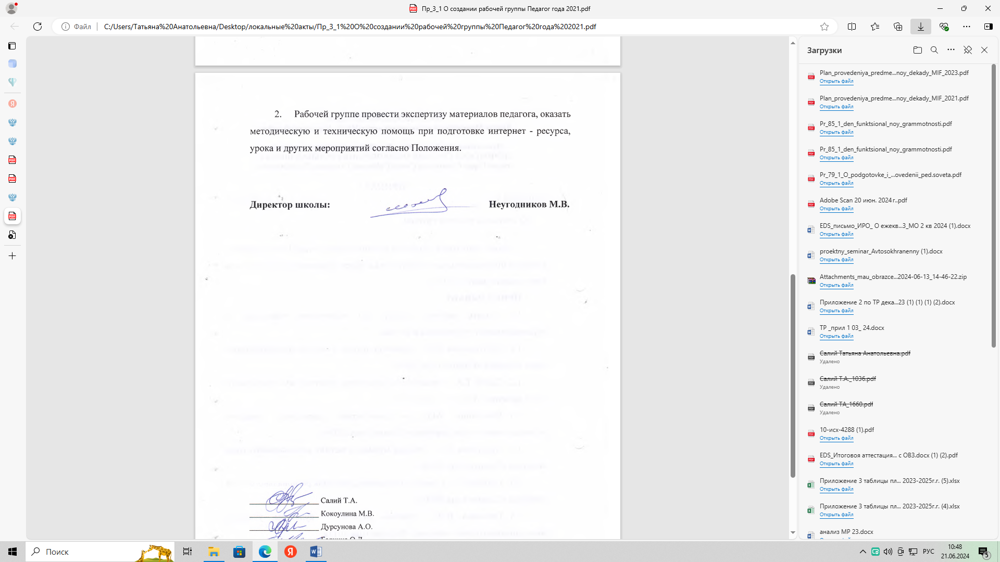 Пр_3_1 О создании рабочей группы Педагог года 2021.pdf
Файл
C:/Users/Татьяна%20Анатольевна/Desktop/локальные%20акты/Пр_3_1%20О%20создании%20рабочей%20группы%20Педагог%20года%202021.pdf
2. Рабочей группе провести экспертизу материалов педагога, оказать
методическую и техническую помощь при подготовке интернет - ресурса,
урока и других мероприятий согласно Положения.
Директор школы: Неугодников М.В.
Салий Т.А.
Кокоулина М.В.
Дурсунова А.О.
Загрузки
Plan_provedeniya_predme...noy_dekady_MIF_2023.pdf
Открыть файл
Plan_provedeniya_predme...noy_dekady_MIF_2021.pdf
Открыть файл
Pr_85_1_den_funktsional_noy_grammotnosti.pdf
Открыть файл
Pr_85_1_den_funktsional_noy_grammotnosti.pdf
Открыть файл
Pr_79_1_O_podgotovke_i_...ovedenii_ped.soveta.pdf
Открыть файл
Adobe Scan 20 июн. 2024 г..pdf
Открыть файл
EDS_письмо_ИРО_ О ежекв...3_МО 2 кв 2024 (1).docx
Открыть файл
proektny_seminar_Avtosokhranenny (1).docx
Открыть файл
Attachments_mau_obrazce...2024-06-13_14-46-22.zip
Открыть файл
Приложение 2 по ТР дека...23 (1) (1) (1) (2).docx
Открыть файл
ТР _прил 1 03_ 24.docx
Открыть файл
Салий Татьяна Анатольевна.pdf
Удалено
Салий Т.А._1036.pdf
Удалено
Салий ТА_1660.pdf
Удалено
10-исх-4288 (1).pdf
Открыть файл
EDS_Итоговоя аттестация... с ОВЗ.docx (1) (2).pdf
Открыть файл
Приложение 3 таблицы пл... 2023-2025г.г. (5).xlsx
Открыть файл
Приложение 3 таблицы пл... 2023-2025г.г. (4).xlsx
Открыть файл
анализ МР 23.docx
Поиск
РУС
10:48
21.06.2024
5